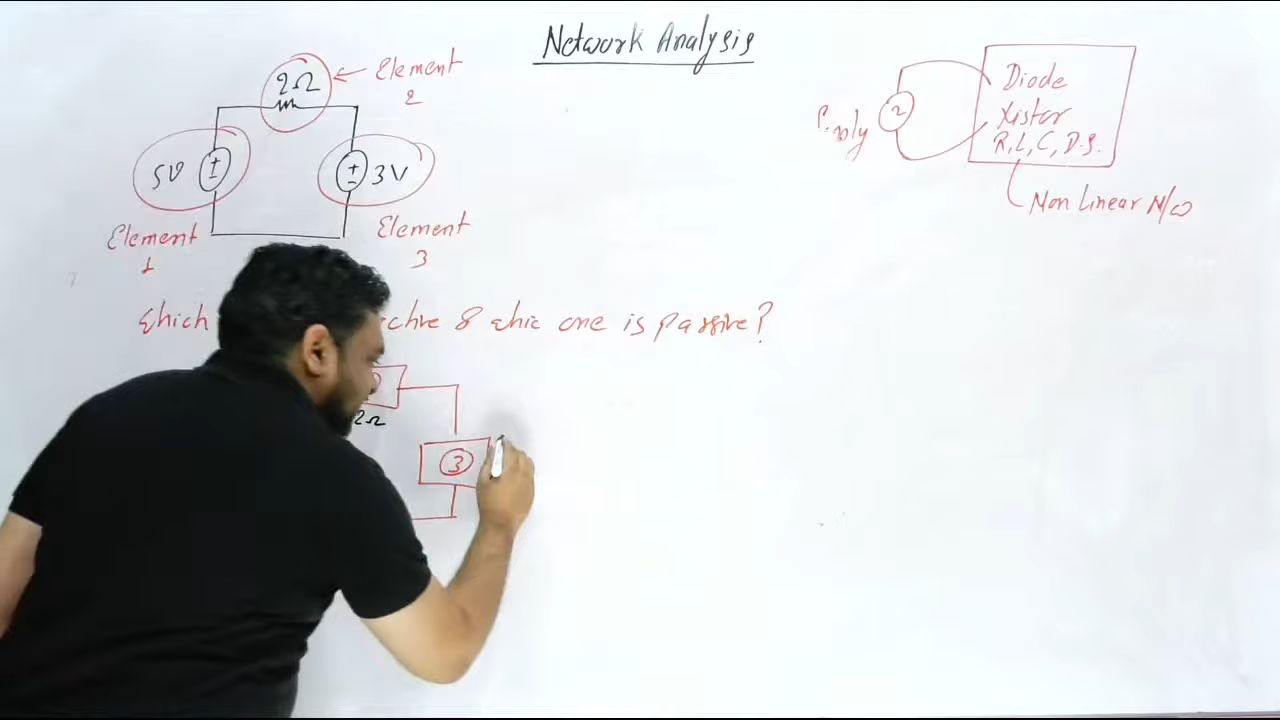 Network Analysis
2Ω
Element
2
5V
±
+
-
3V
Element
1
Element
3
Diode
Xistor
R, L, C, D.S.
Non Linear N/W
Which
& whic one is passive?
2Ω
3